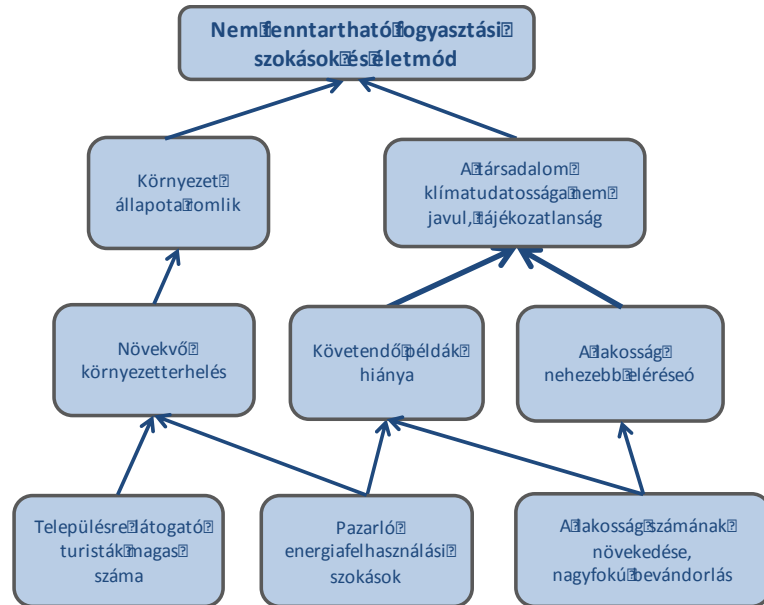 Nem fenntartható fogyasztási
szokások és életmód
Környezet
állapota romlik
A társadalom
klímatudatossága nem
javul, tájékozatlanság
Növekvő
környezetterhelés
Követendő példák
hiánya
A lakosság
nehezebb eléréseó
Településre látogató
turisták magas
száma
Pazarló
energiafelhasználási
szokások
A lakosság számának
növekedése,
nagyfokú bevándorlás